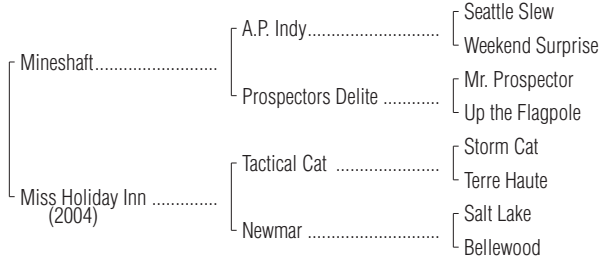 Seattle Slew
A.P. Indy............................
Weekend Surprise
Mineshaft..........................
Mr. Prospector
Prospectors Delite ............
Up the Flagpole
Storm Cat
Tactical Cat ......................
Terre Haute
Miss Holiday Inn ..............
(2004)
Salt Lake
Newmar ............................
Bellewood